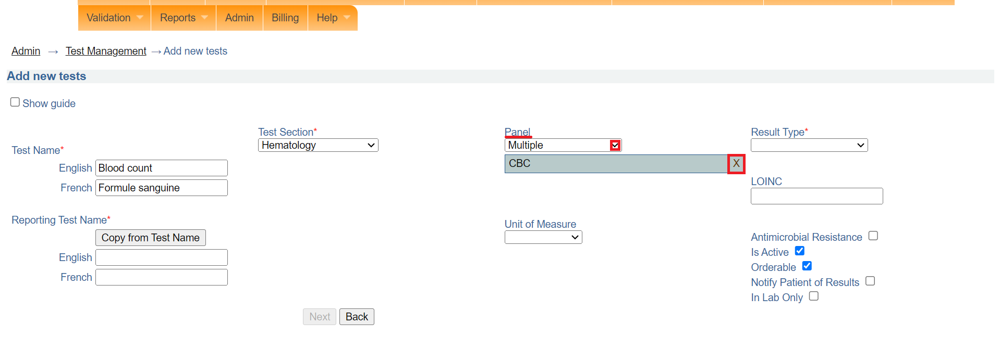 Validation Reports Admin Billing Help
Admin → Test Management → Add new tests
Add new tests
Show guide
Test Name*
English Blood count
French Formule sanguine
Reporting Test Name*
Copy from Test Name
English
French
Test Section*
Hematology
Panel
Multiple
CBC X
Unit of Measure
Result Type*
LOINC
Antimicrobial Resistance
Is Active
Orderable
Notify Patient of Results
In Lab Only
Next Back